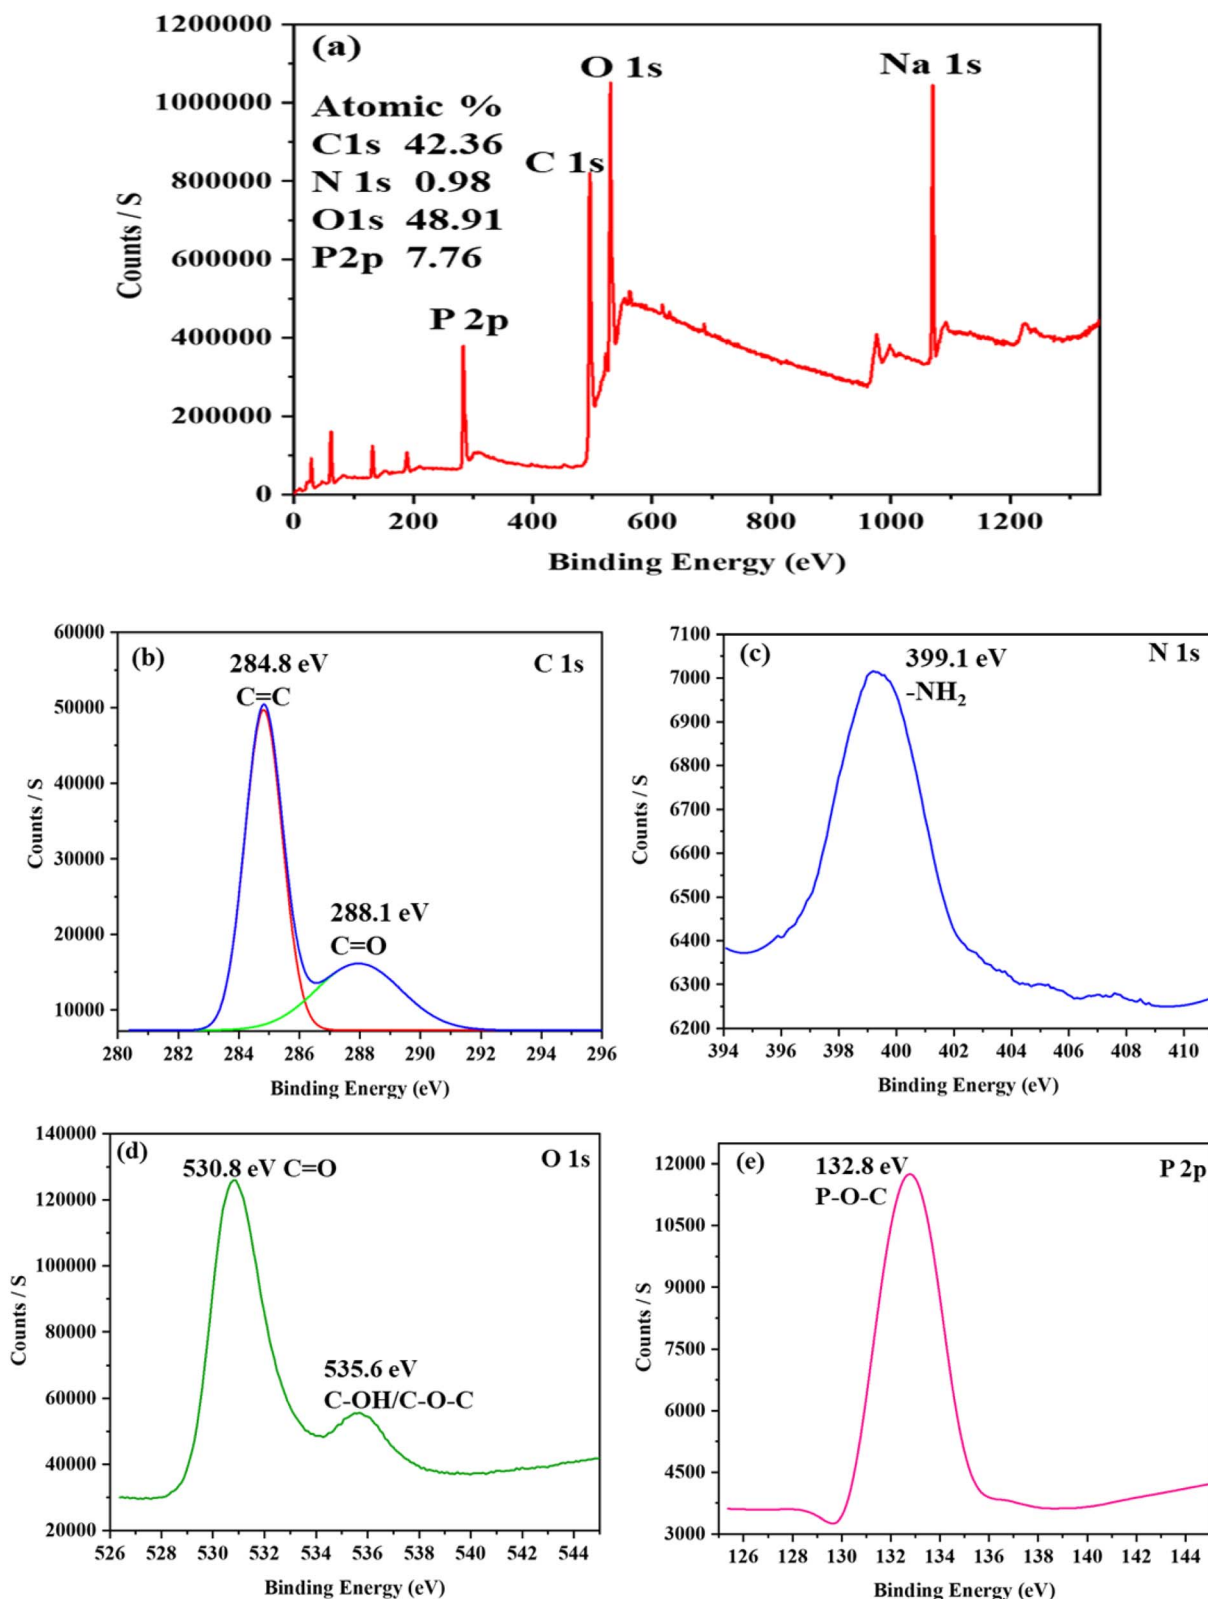 (a)
Atomic %
C1s 42.36
N 1s 0.98
O1s 48.91
P2p 7.76
P 2p
C 1s
O 1s
Na 1s
1200000
1000000
800000
600000
400000
200000
0
Counts / S
0 200 400 600 800 1000 1200
Binding Energy (eV)
(b)
284.8 eV
C=C
C 1s
288.1 eV
C=O
60000
50000
40000
30000
20000
10000
Counts / S
280 282 284 286 288 290 292 294 296
Binding Energy (eV)
(c)
399.1 eV
-NH₂
N 1s
7100
7000
6900
6800
6700
6600
6500
6400
6300
6200
Counts / S
394 396 398 400 402 404 406 408 410
Binding Energy (eV)
(d)
530.8 eV C=O
O 1s
535.6 eV
C-OH/C-O-C
140000
120000
100000
80000
60000
40000
20000
Counts / S
526 528 530 532 534 536 538 540 542 544
Binding Energy (eV)
(e)
132.8 eV
P-O-C
P 2p
12000
10500
9000
7500
6000
4500
3000
Counts / S
126 128 130 132 134 136 138 140 142 144
Binding Energy (eV)